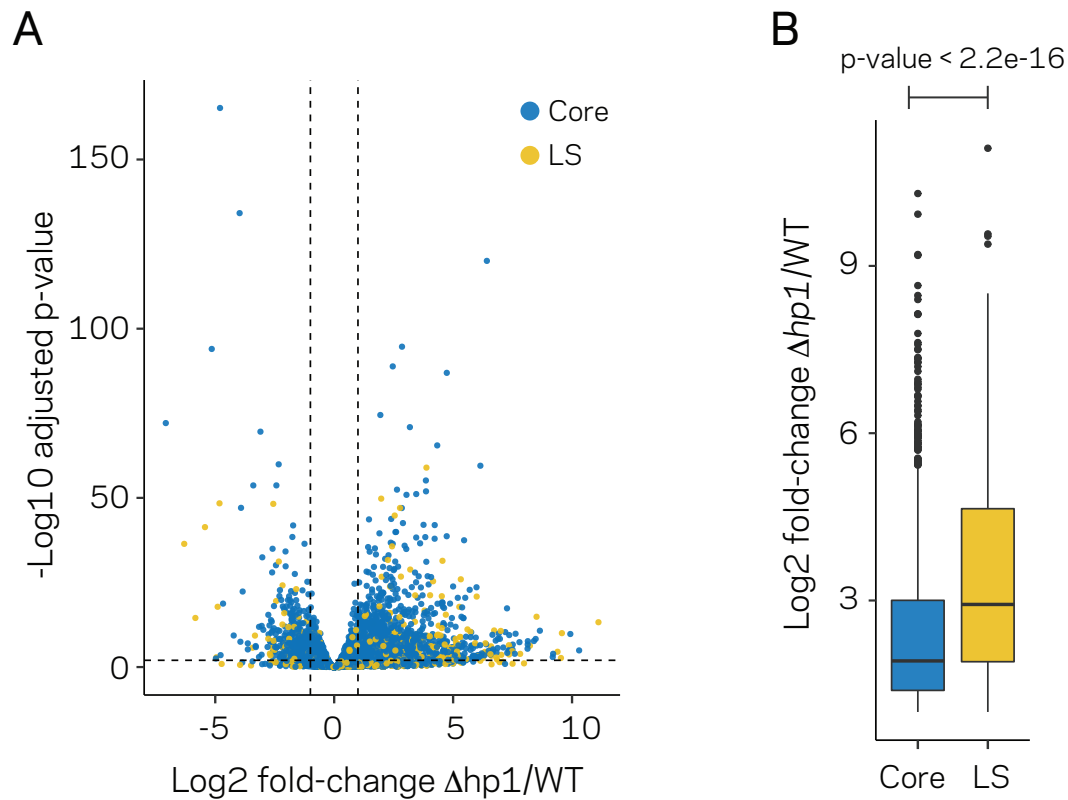 A
-Log10 adjusted p-value
150
100
50
0
-5
0
5
10
Log2 fold-change Δhp1/WT
Core
LS
B
p-value < 2.2e-16
Log2 fold-change Δhp1/WT
9
6
3
Core
LS